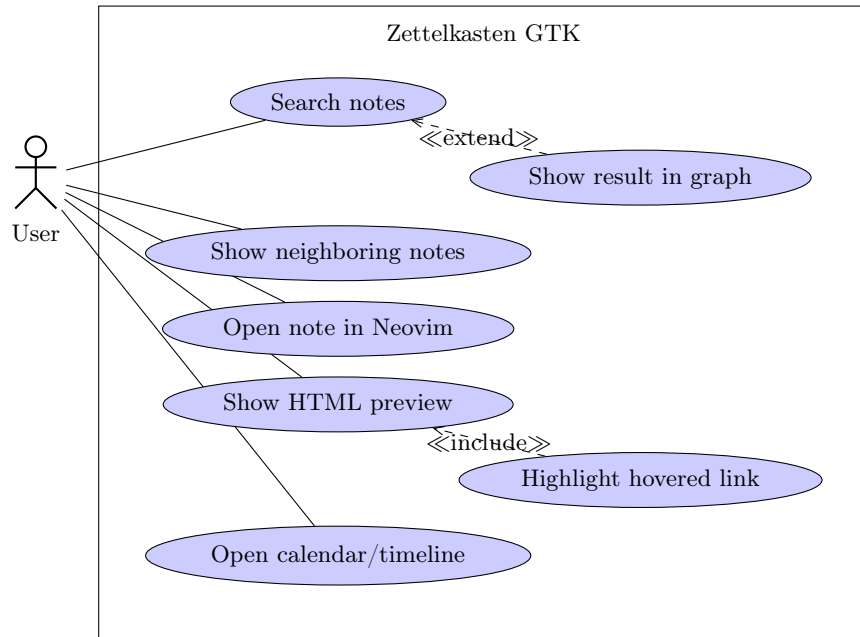 Zettelkasten GTK
Search notes
≪extend≫
Show result in graph
User
Show neighboring notes
Open note in Neovim
Show HTML preview
≪include≫
Highlight hovered link
Open calendar/timeline